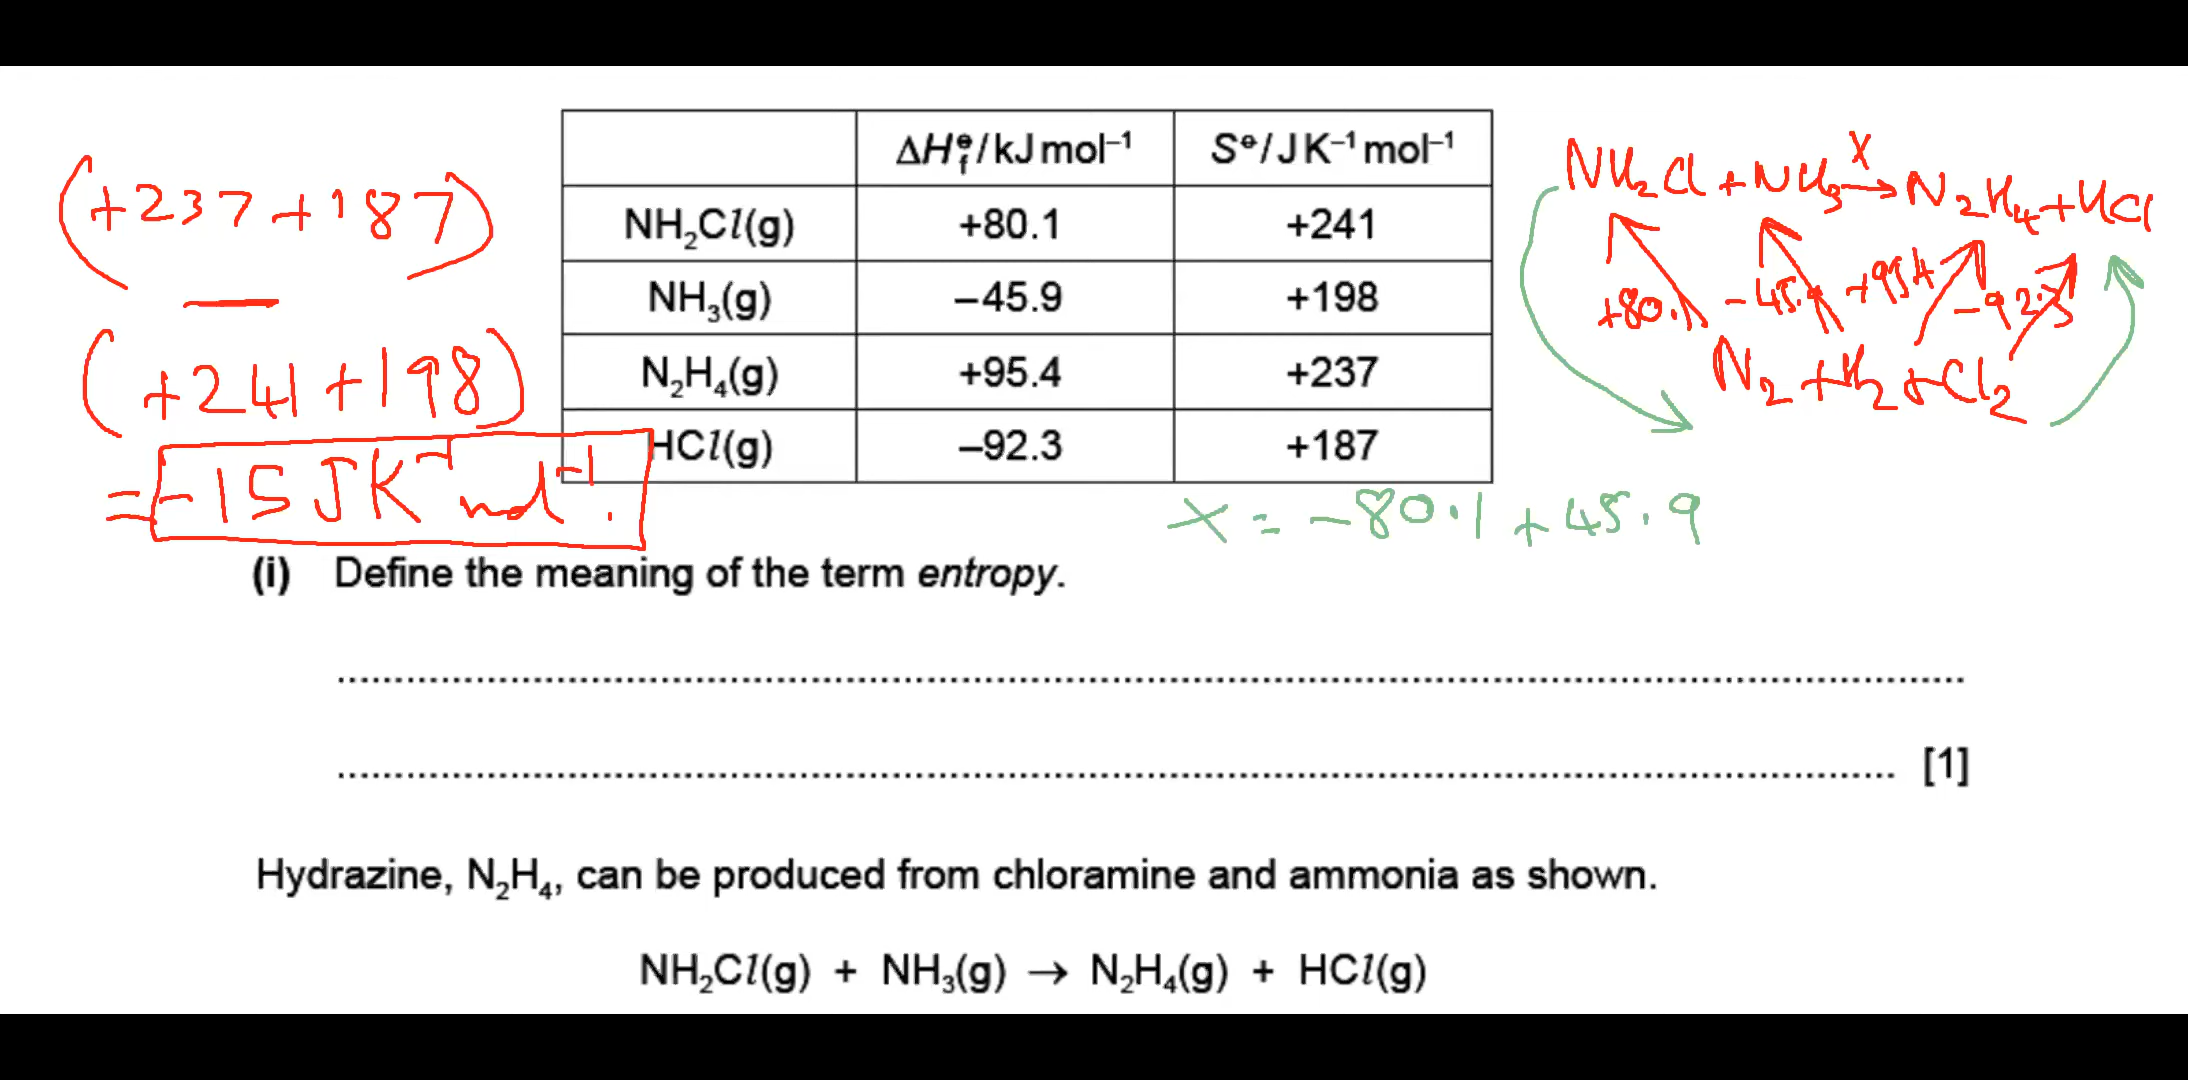 ΔH⦵f / kJ mol⁻¹ S⦵ / J K⁻¹ mol⁻¹
NH₂Cl(g) +80.1 +241
NH₃(g) –45.9 +198
N₂H₄(g) +95.4 +237
HCl(g) –92.3 +187
(+237+187)
—
(+241+198)
= -15 JK⁻¹ mol⁻¹.
NH₂Cl + NH₃ → N₂H₄ + HCl
X
+80.1 -45.9 +95.4 -92.3
N₂ + H₂ + Cl₂
X = -80.1 + 45.9
(i) Define the meaning of the term entropy.
[1]
Hydrazine, N₂H₄, can be produced from chloramine and ammonia as shown.
NH₂Cl(g) + NH₃(g) → N₂H₄(g) + HCl(g)